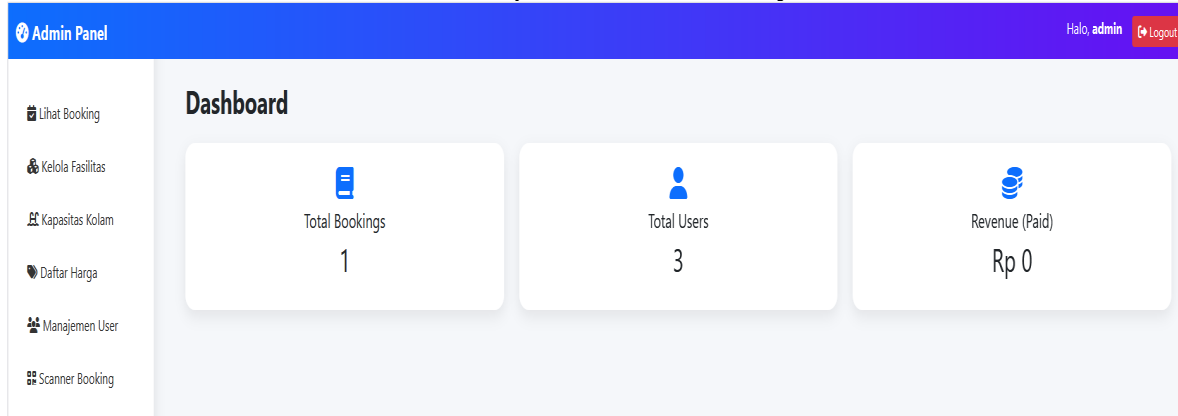 Admin Panel
Halo, admin
Logout
Lihat Booking
Kelola Fasilitas
Kapasitas Kolam
Daftar Harga
Manajemen User
Scanner Booking
Dashboard
Total Bookings
1
Total Users
3
Revenue (Paid)
Rp 0